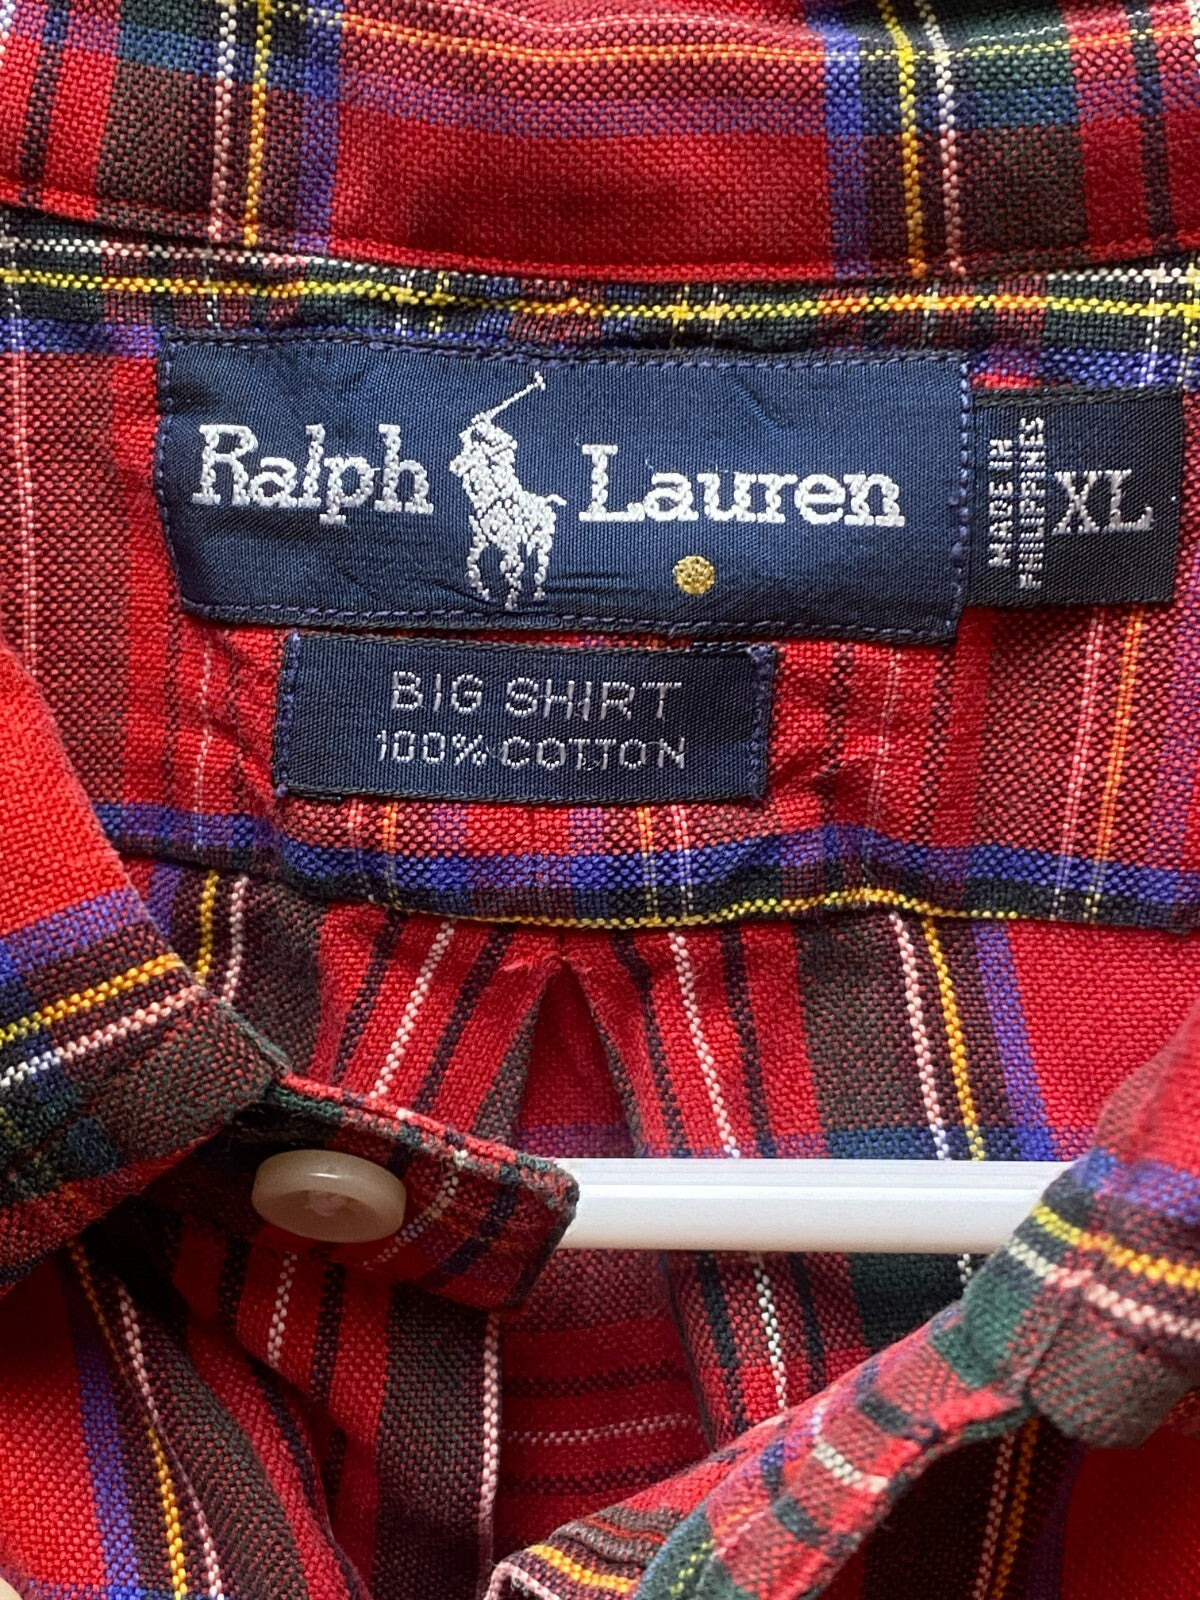 Ralph Lauren
MADE IN
PHILIPPINES
XL
BIG SHIRT
100% COTTON